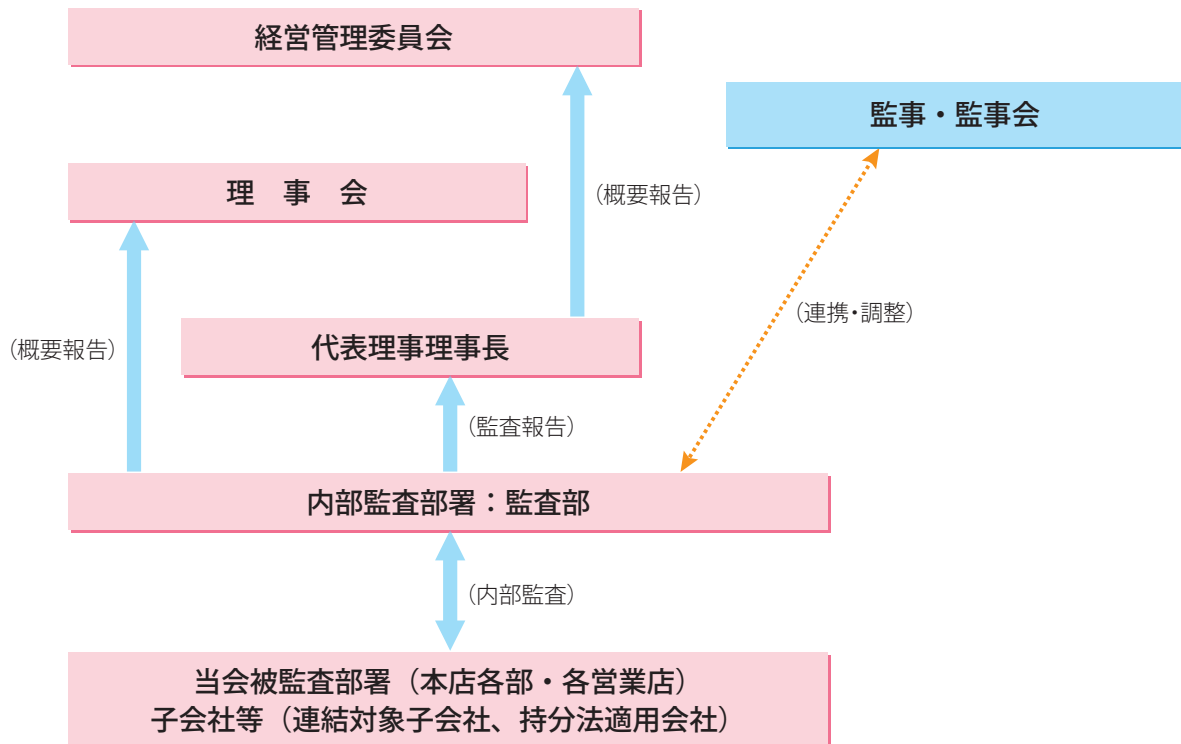 経営管理委員会
監事・監事会
理　事　会
（概要報告）
（連携・調整）
代表理事理事長
（概要報告）
（監査報告）
内部監査部署：監査部
（内部監査）
当会被監査部署（本店各部・各営業店）
子会社等（連結対象子会社、持分法適用会社）